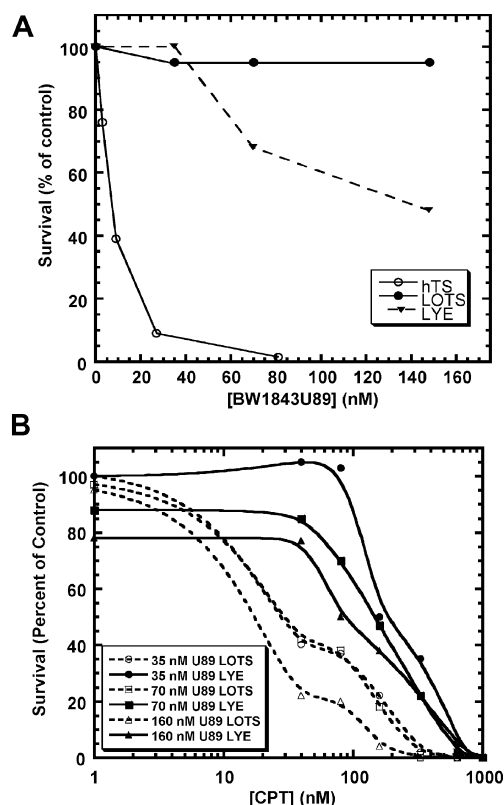 A
Survival (% of control)
100
80
60
40
20
0
hTS
LOTS
LYE
0 20 40 60 80 100 120 140 160
[BW1843U89] (nM)
B
Survival (Percent of Control)
100
80
60
40
20
0
35 nM U89 LOTS
35 nM U89 LYE
70 nM U89 LOTS
70 nM U89 LYE
160 nM U89 LOTS
160 nM U89 LYE
1 10 100 1000
[CPT] (nM)